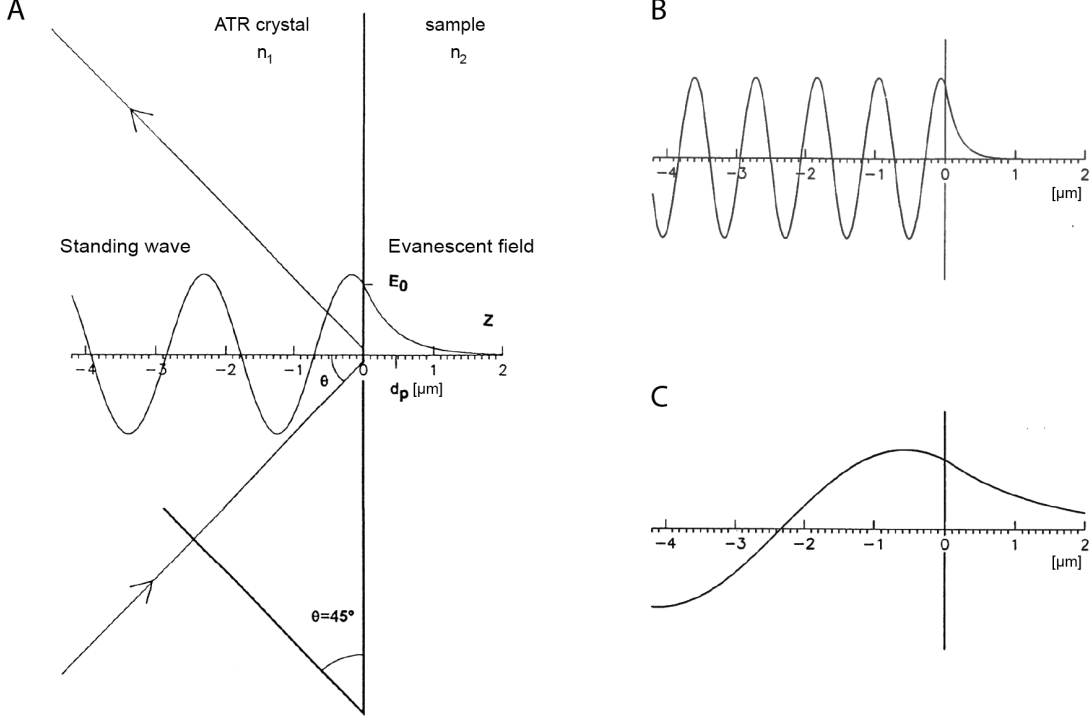 A
ATR crystal
n1
sample
n2
Standing wave
Evanescent field
E0
Z
-4 -3 -2 -1 0 1 2
θ
dp [μm]
θ=45°
B
-4 -3 -2 -1 0 1 2
[μm]
C
-4 -3 -2 -1 0 1 2
[μm]